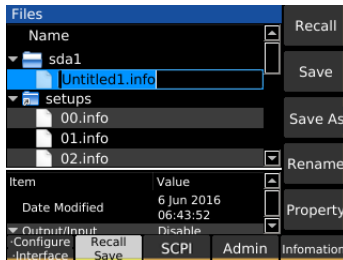 Files
Name
sda1
Untitled1.info
setups
00.info
01.info
02.info
Item Value
Date Modified 6 Jun 2016
06:43:52
Output/Input Disable
Recall
Save
Save As
Rename
Property
Infomation
·Configure
·Interface
Recall
Save
SCPI
Admin